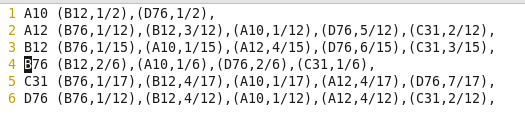 1 A10 (B12,1/2),(D76,1/2),
2 A12 (B76,1/12),(B12,3/12),(A10,1/12),(D76,5/12),(C31,2/12),
3 B12 (B76,1/15),(A10,1/15),(A12,4/15),(D76,6/15),(C31,3/15),
4 B76 (B12,2/6),(A10,1/6),(D76,2/6),(C31,1/6),
5 C31 (B76,1/17),(B12,4/17),(A10,1/17),(A12,4/17),(D76,7/17),
6 D76 (B76,1/12),(B12,4/12),(A10,1/12),(A12,4/12),(C31,2/12),